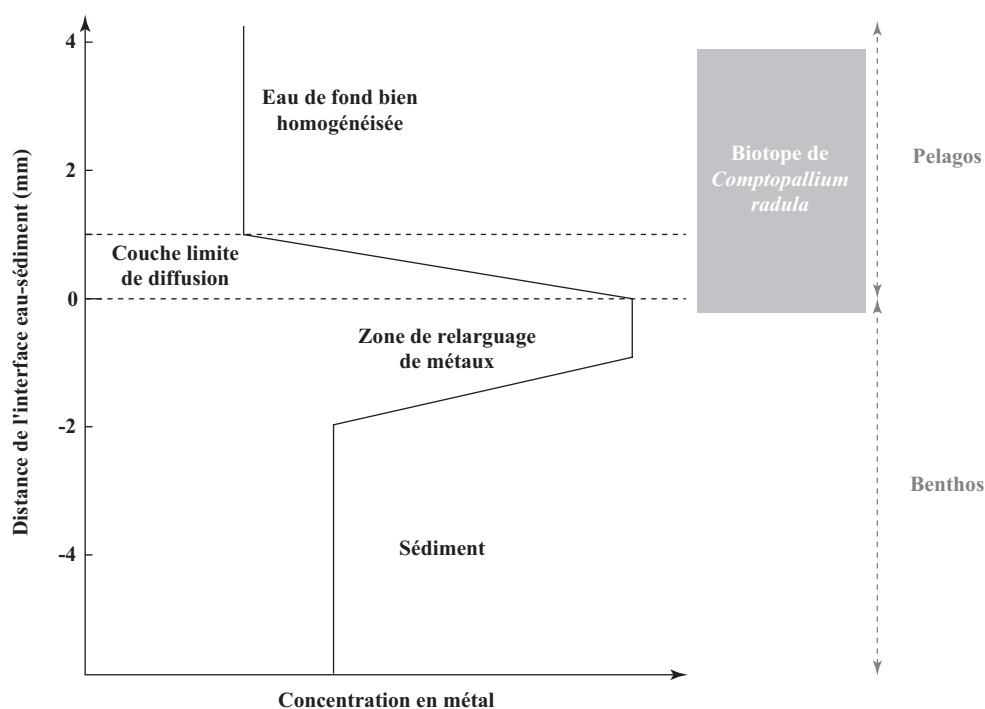 Distance de l'interface eau-sédiment (mm)
4
2
0
-2
-4
Eau de fond bien
homogénéisée
Couche limite
de diffusion
Zone de relarguage
de métaux
Sédiment
Concentration en métal
Biotope de
Comptopallium
radula
Pelagos
Benthos